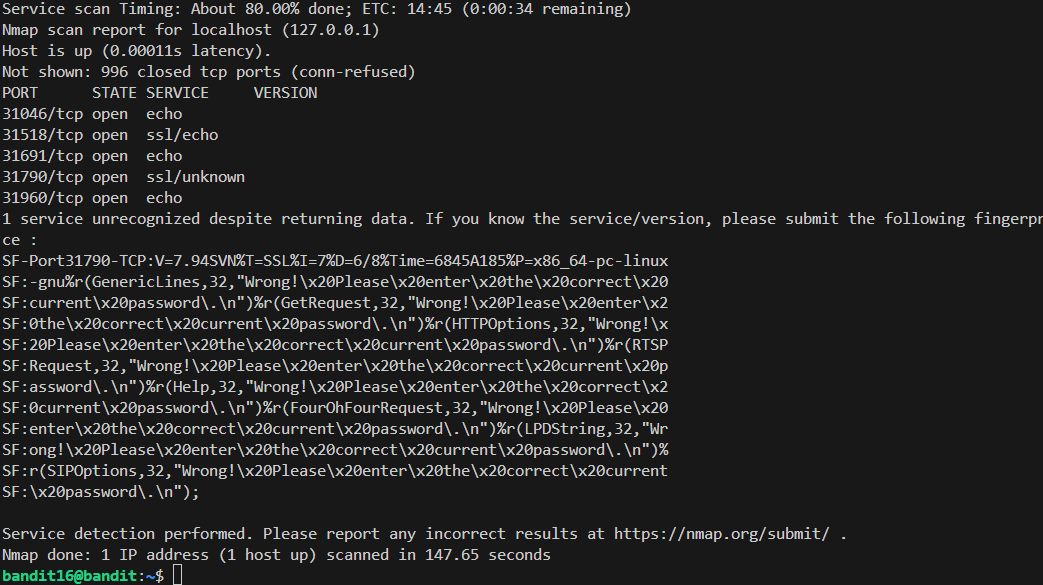 Service scan Timing: About 80.00% done; ETC: 14:45 (0:00:34 remaining)
Nmap scan report for localhost (127.0.0.1)
Host is up (0.00011s latency).
Not shown: 996 closed tcp ports (conn-refused)
PORT      STATE SERVICE     VERSION
31046/tcp open  echo
31518/tcp open  ssl/echo
31691/tcp open  echo
31790/tcp open  ssl/unknown
31960/tcp open  echo
1 service unrecognized despite returning data. If you know the service/version, please submit the following fingerpr
ce :
SF-Port31790-TCP:V=7.94SVN%T=SSL%I=7%D=6/8%Time=6845A185%P=x86_64-pc-linux
SF:-gnu%r(GenericLines,32,"Wrong!\x20Please\x20enter\x20the\x20correct\x20
SF:current\x20password\.\n")%r(GetRequest,32,"Wrong!\x20Please\x20enter\x2
SF:0the\x20correct\x20current\x20password\.\n")%r(HTTPOptions,32,"Wrong!\x
SF:20Please\x20enter\x20the\x20correct\x20current\x20password\.\n")%r(RTSP
SF:Request,32,"Wrong!\x20Please\x20enter\x20the\x20correct\x20current\x20p
SF:assword\.\n")%r(Help,32,"Wrong!\x20Please\x20enter\x20the\x20correct\x2
SF:0current\x20password\.\n")%r(FourOhFourRequest,32,"Wrong!\x20Please\x20
SF:enter\x20the\x20correct\x20current\x20password\.\n")%r(LPDString,32,"Wr
SF:ong!\x20Please\x20enter\x20the\x20correct\x20current\x20password\.\n")%
SF:r(SIPOptions,32,"Wrong!\x20Please\x20enter\x20the\x20correct\x20current
SF:\x20password\.\n");

Service detection performed. Please report any incorrect results at https://nmap.org/submit/ .
Nmap done: 1 IP address (1 host up) scanned in 147.65 seconds
bandit16@bandit:~$